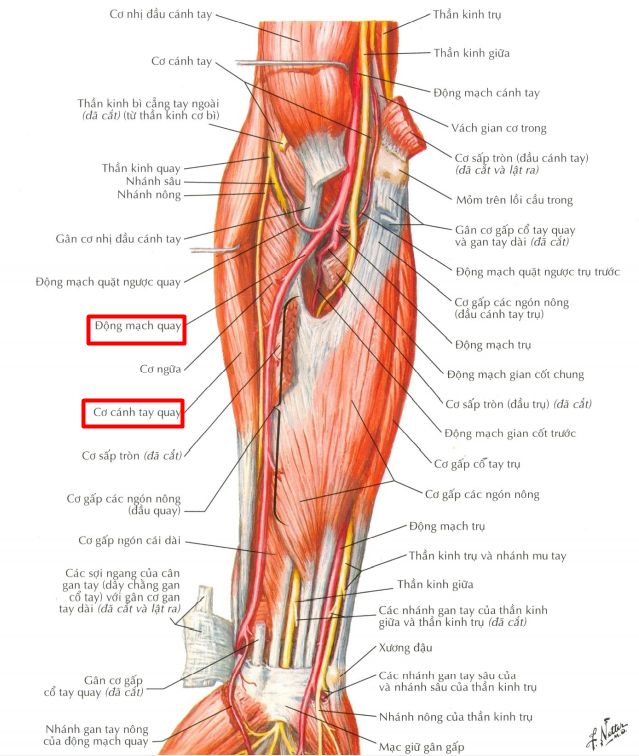 Cơ nhị đầu cánh tay
Cơ cánh tay
Thần kinh bì cẳng tay ngoài
(đã cắt) (từ thần kinh cơ bì)
Thần kinh quay
Nhánh sâu
Nhánh nông
Gân cơ nhị đầu cánh tay
Động mạch quặt ngược quay
Động mạch quay
Cơ ngửa
Cơ cánh tay quay
Cơ sấp tròn (đã cắt)
Cơ gấp các ngón nông
(đầu quay)
Cơ gấp ngón cái dài
Các sợi ngang của cân
gan tay (dây chằng gan
cổ tay) với gân cơ gan
tay dài (đã cắt và lật ra)
Gân cơ gấp
cổ tay quay (đã cắt)
Nhánh gan tay nông
của động mạch quay
Thần kinh trụ
Thần kinh giữa
Động mạch cánh tay
Vách gian cơ trong
Cơ sấp tròn (đầu cánh tay)
(đã cắt và lật ra)
Mỏm trên lồi cầu trong
Gân cơ gấp cổ tay quay
và gan tay dài (đã cắt)
Động mạch quặt ngược trụ trước
Cơ gấp các ngón nông
(đầu cánh tay trụ)
Động mạch trụ
Động mạch gian cốt chung
Cơ sấp tròn (đầu trụ) (đã cắt)
Động mạch gian cốt trước
Cơ gấp cổ tay trụ
Cơ gấp các ngón nông
Động mạch trụ
Thần kinh trụ và nhánh mu tay
Thần kinh giữa
Các nhánh gan tay của thần kinh
giữa và thần kinh trụ (đã cắt)
Xương đậu
Các nhánh gan tay sâu của
và nhánh sâu của thần kinh trụ
Nhánh nông của thần kinh trụ
Mạc giữ gân gấp
F. Netter